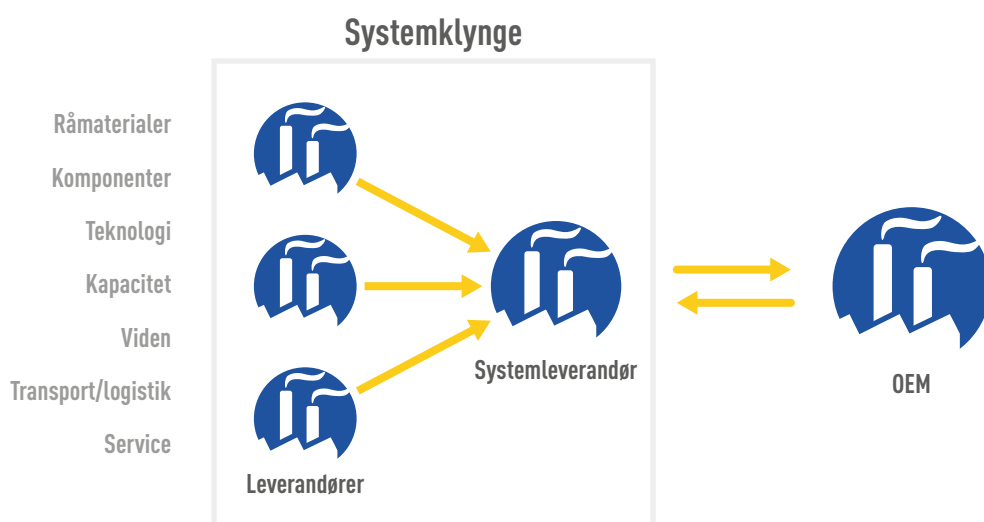 Systemklynge
Råmaterialer
Komponenter
Teknologi
Kapacitet
Viden
Transport/logistik
Service
Leverandører
Systemleverandør
OEM